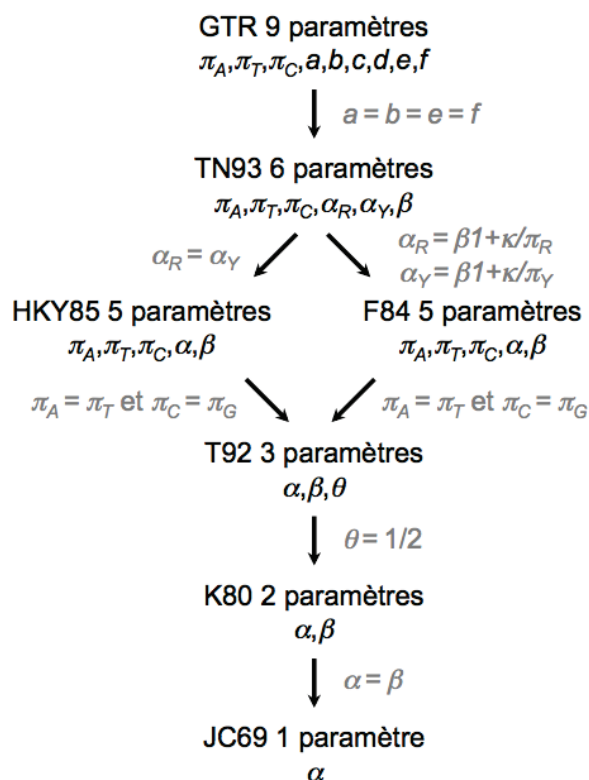 GTR 9 paramètres
πA,πT,πC,a,b,c,d,e,f
a = b = e = f
TN93 6 paramètres
πA,πT,πC,αR,αY,β
αR = αY
αR = β1+κ/πR
αY = β1+κ/πY
HKY85 5 paramètres
πA,πT,πC,α,β
F84 5 paramètres
πA,πT,πC,α,β
πA = πT et πC = πG
πA = πT et πC = πG
T92 3 paramètres
α,β,θ
θ = 1/2
K80 2 paramètres
α,β
α = β
JC69 1 paramètre
α